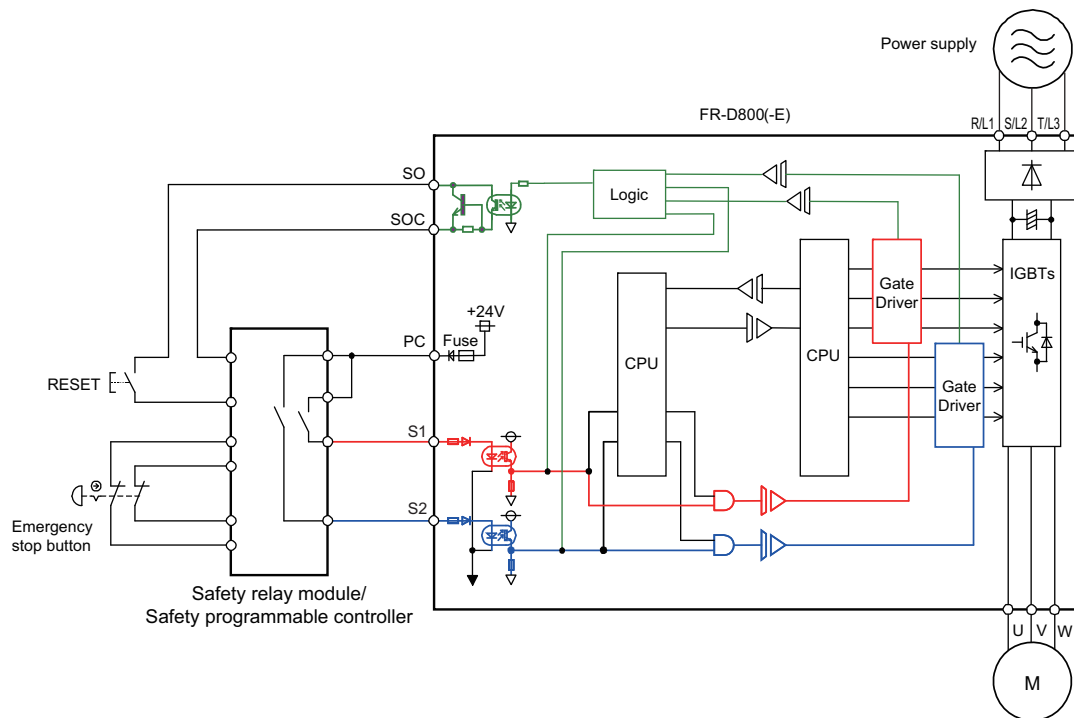 Power supply
FR-D800(-E)
R/L1 S/L2 T/L3
SO
Logic
SOC
IGBTs
Gate
Driver
+24V
PC
Fuse
CPU
CPU
RESET
Gate
Driver
S1
S2
Emergency
stop button
Safety relay module/
Safety programmable controller
U V W
M